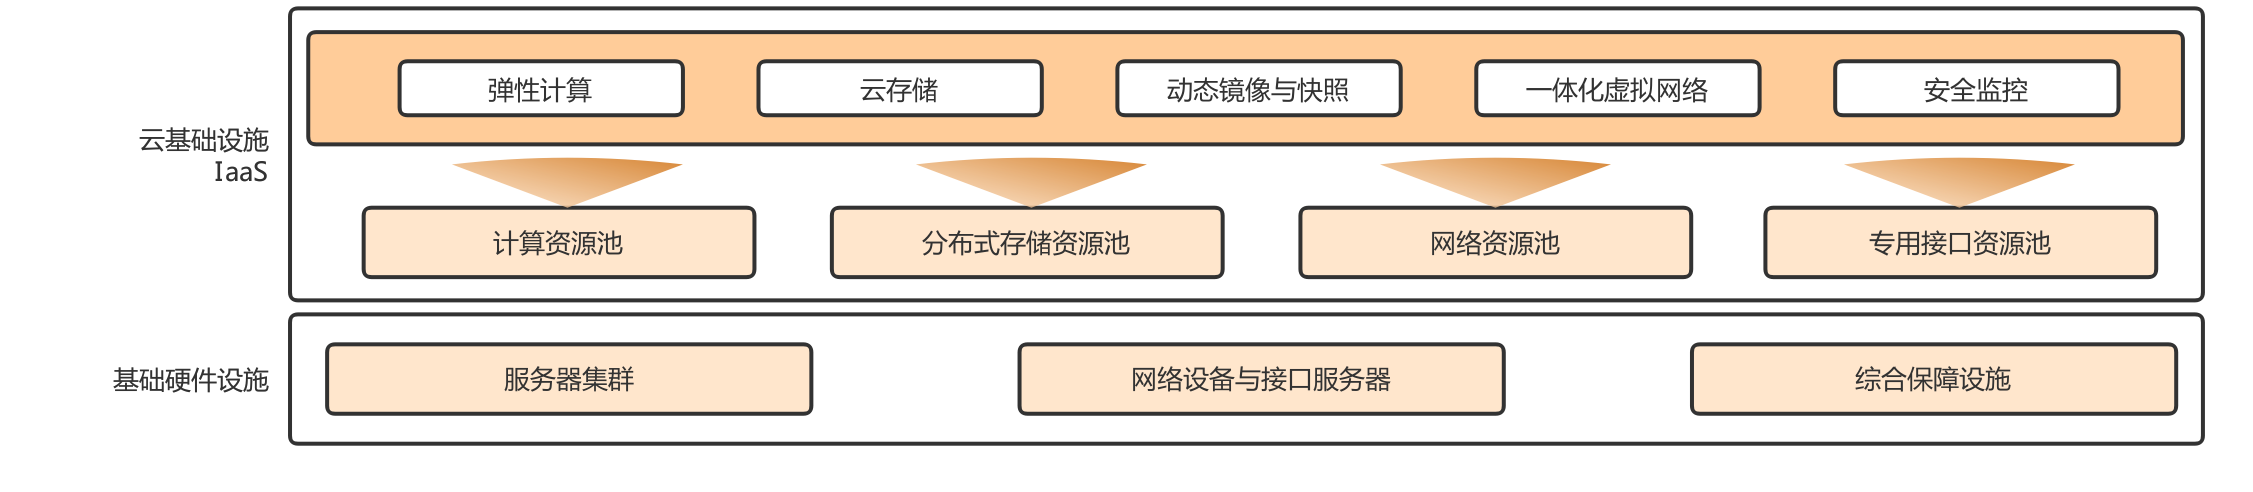 弹性计算
云存储
动态镜像与快照
一体化虚拟网络
安全监控
云基础设施
IaaS
计算资源池
分布式存储资源池
网络资源池
专用接口资源池
基础硬件设施
服务器集群
网络设备与接口服务器
综合保障设施